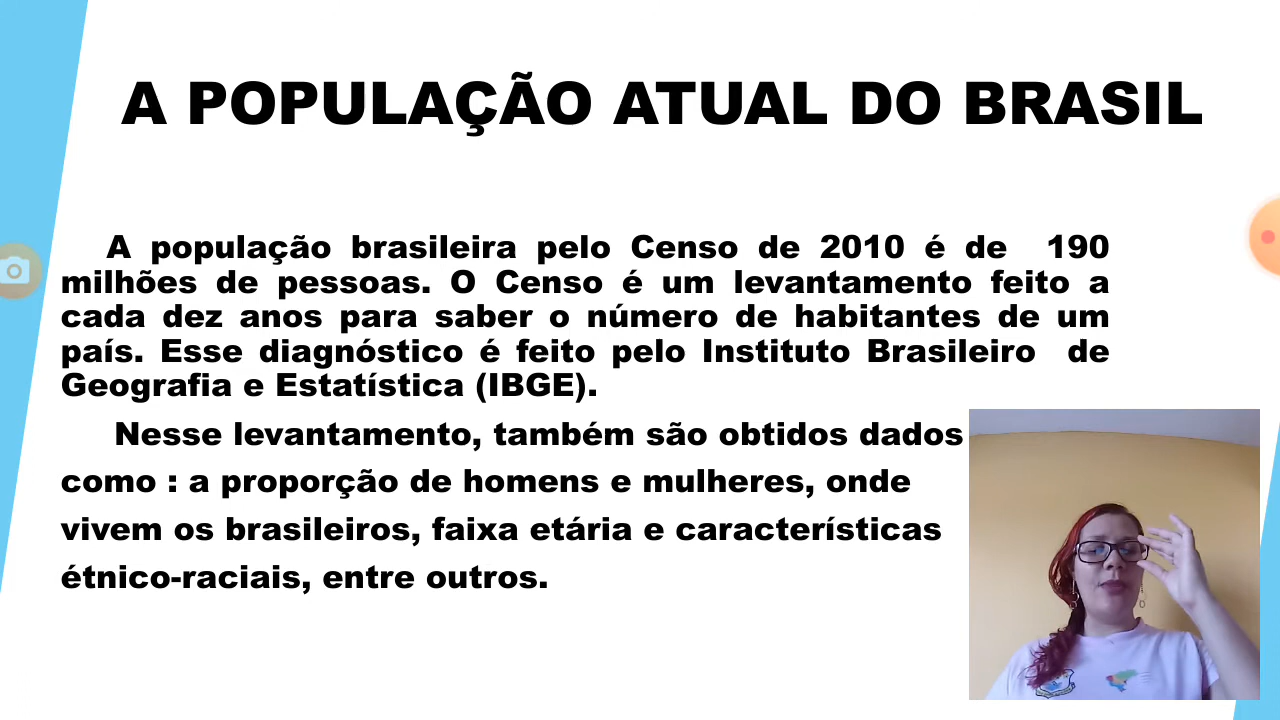 A POPULAÇÃO ATUAL DO BRASIL
A população brasileira pelo Censo de 2010 é de 190
milhões de pessoas. O Censo é um levantamento feito a
cada dez anos para saber o número de habitantes de um
país. Esse diagnóstico é feito pelo Instituto Brasileiro de
Geografia e Estatística (IBGE).
Nesse levantamento, também são obtidos dados
como : a proporção de homens e mulheres, onde
vivem os brasileiros, faixa etária e características
étnico-raciais, entre outros.